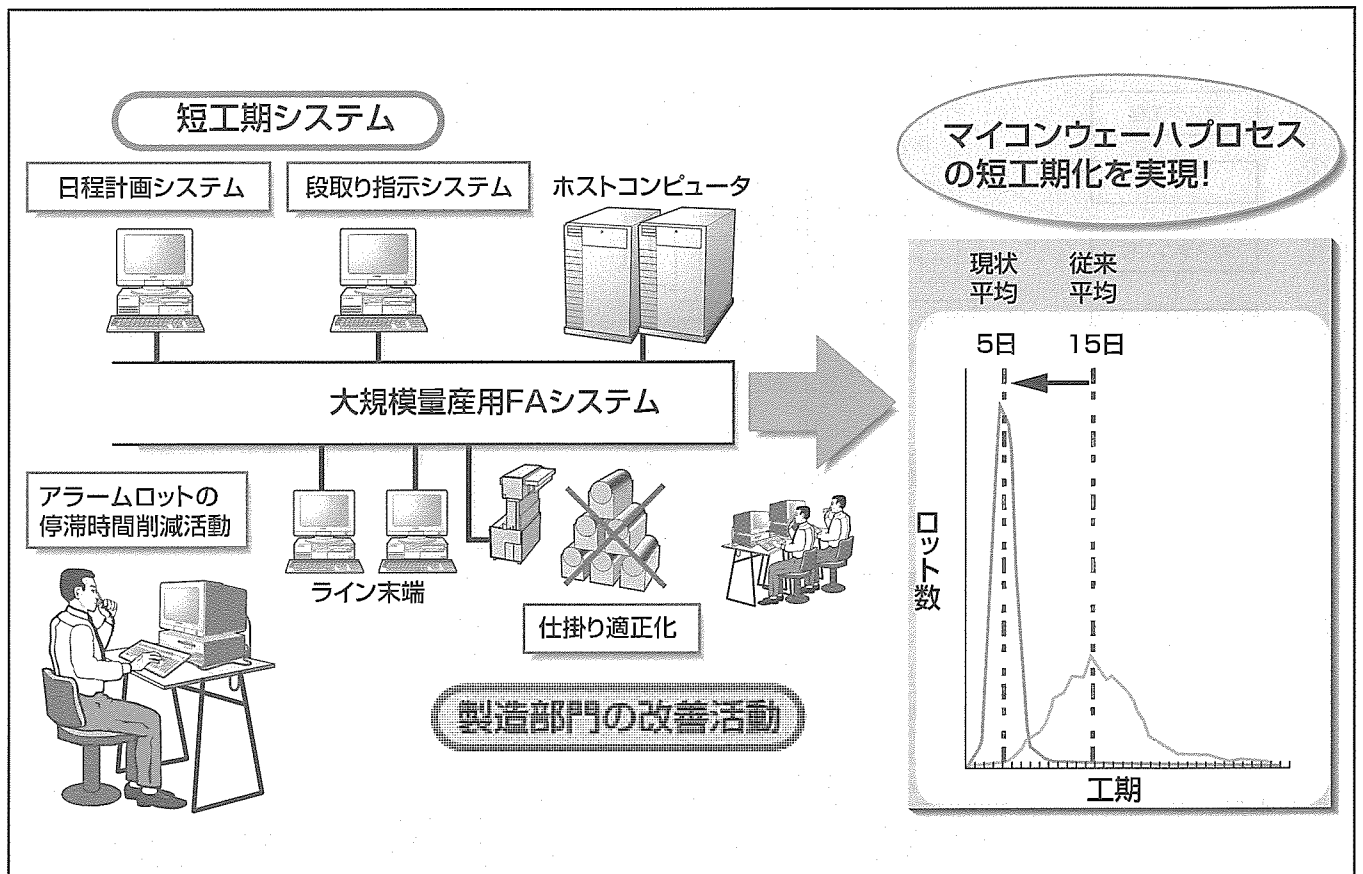 短工期システム
日程計画システム
段取り指示システム
ホストコンピュータ
大規模量産用FAシステム
アラームロットの
停滞時間削減活動
ライン末端
仕掛り適正化
製造部門の改善活動
マイコンウェーハプロセス
の短工期化を実現!
現状
平均
従来
平均
5日
15日
ロット数
工期